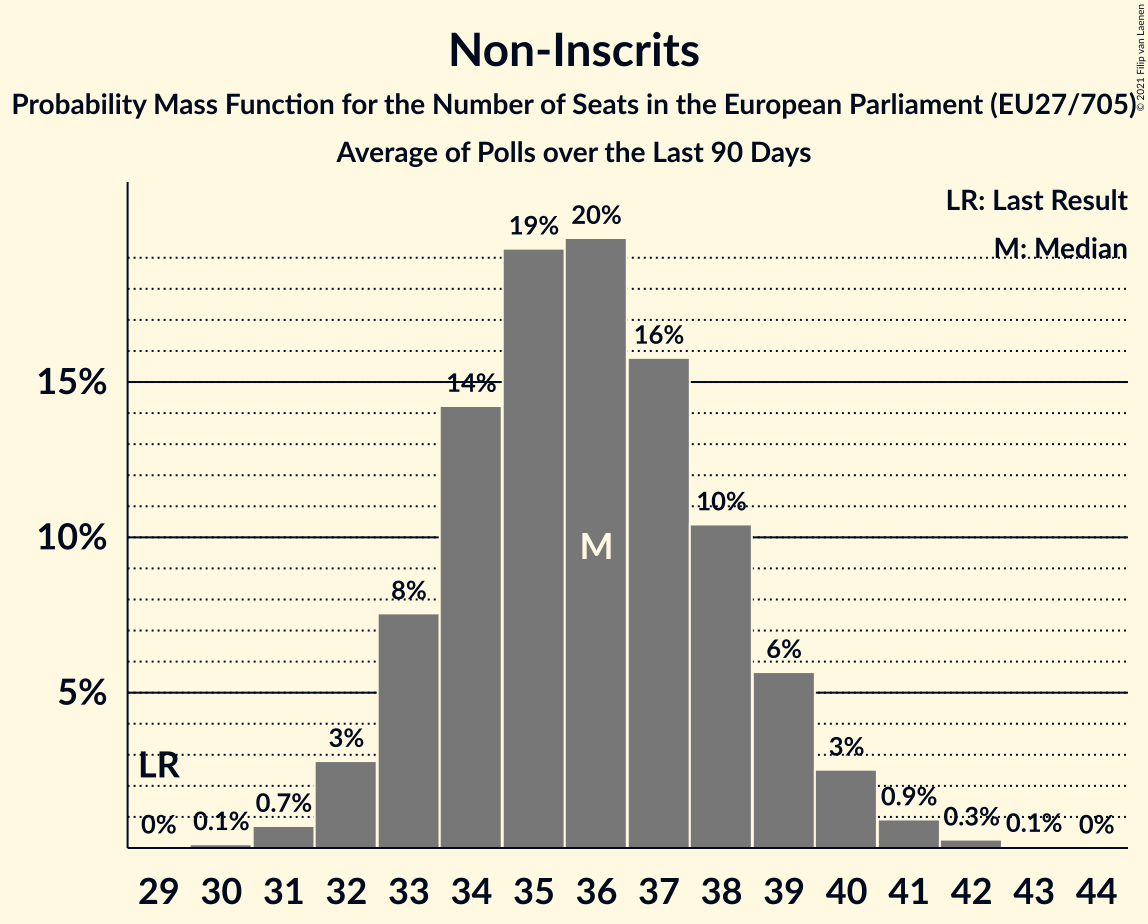 Non-Inscrits
Probability Mass Function for the Number of Seats in the European Parliament (EU27/705)
Average of Polls over the Last 90 Days
© 2021 Filip van Laenen
LR: Last Result
M: Median
15%
10%
5%
LR
0%
0.1%
0.7%
3%
8%
14%
19%
20%
16%
10%
6%
3%
0.9%
0.3%
0.1%
0%
M
29 30 31 32 33 34 35 36 37 38 39 40 41 42 43 44